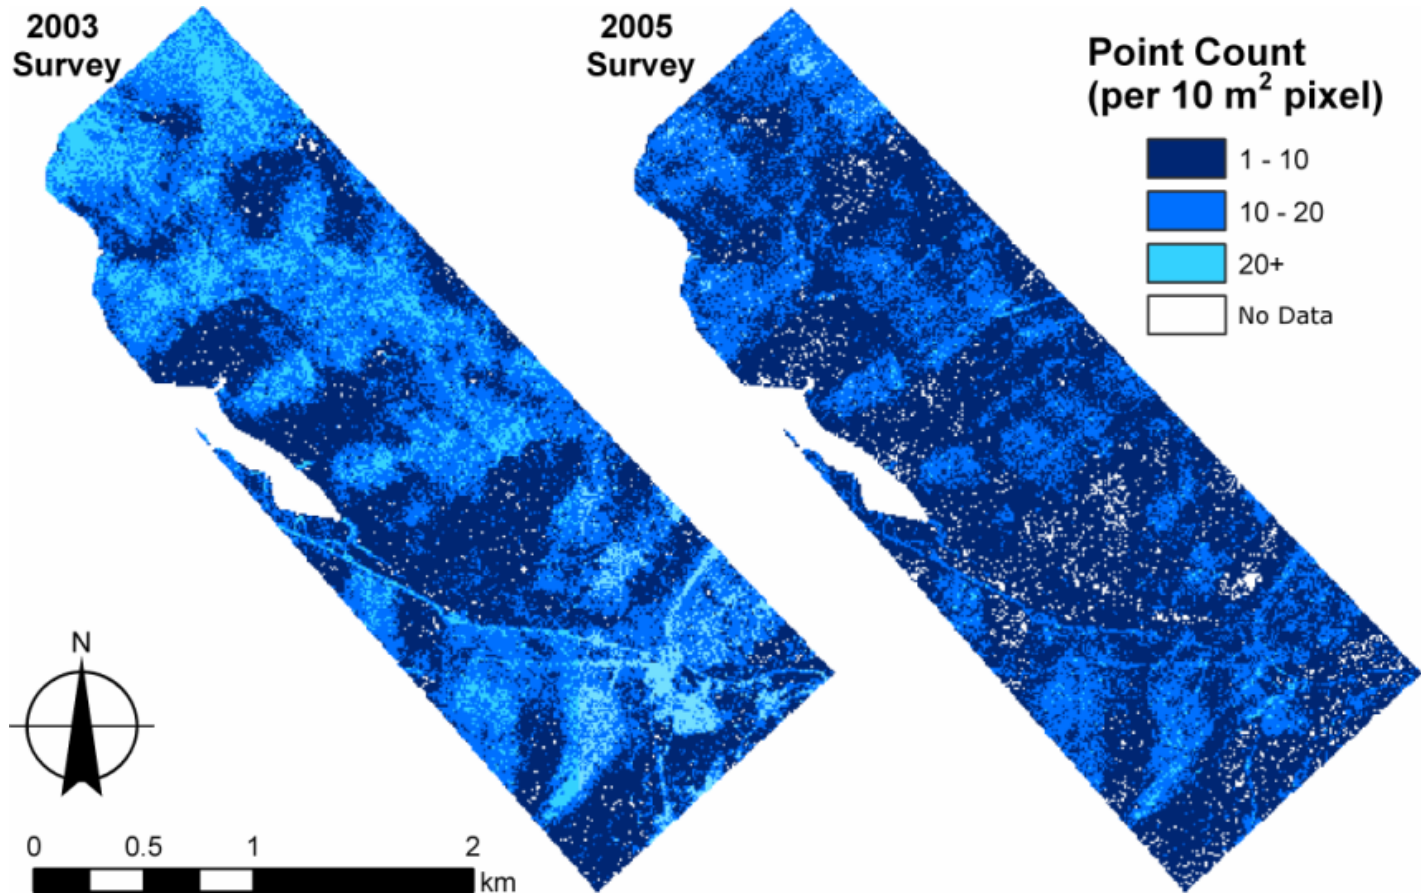 2003
Survey
2005
Survey
Point Count
(per 10 m² pixel)
1 - 10
10 - 20
20+
No Data
N
0 0.5 1 2
km